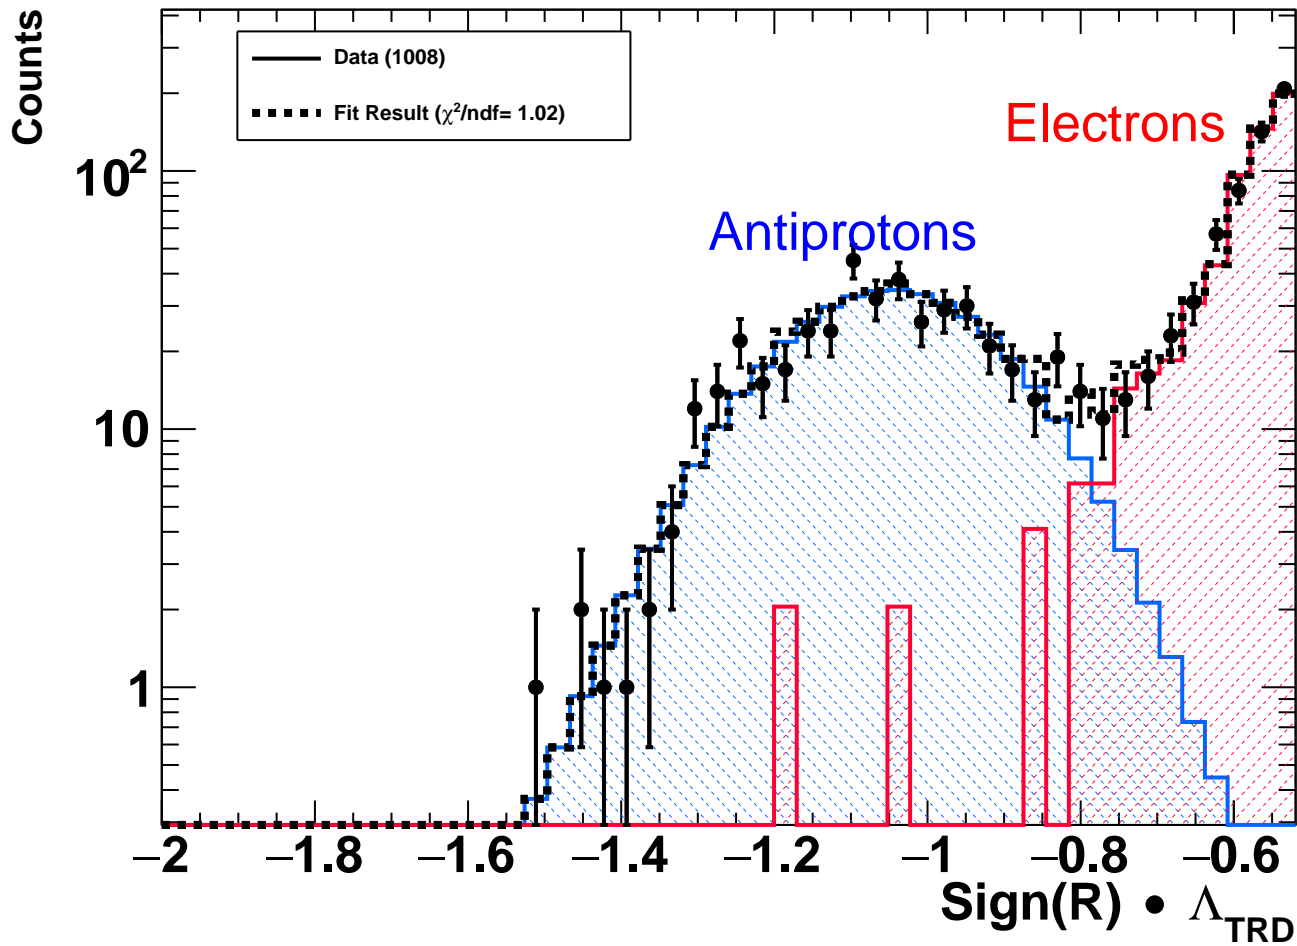 Counts
Data (1008)
Fit Result (χ²/ndf= 1.02)
Electrons
Antiprotons
10²
10
1
−2 −1.8 −1.6 −1.4 −1.2 −1 −0.8 −0.6
Sign(R) • Λ_TRD